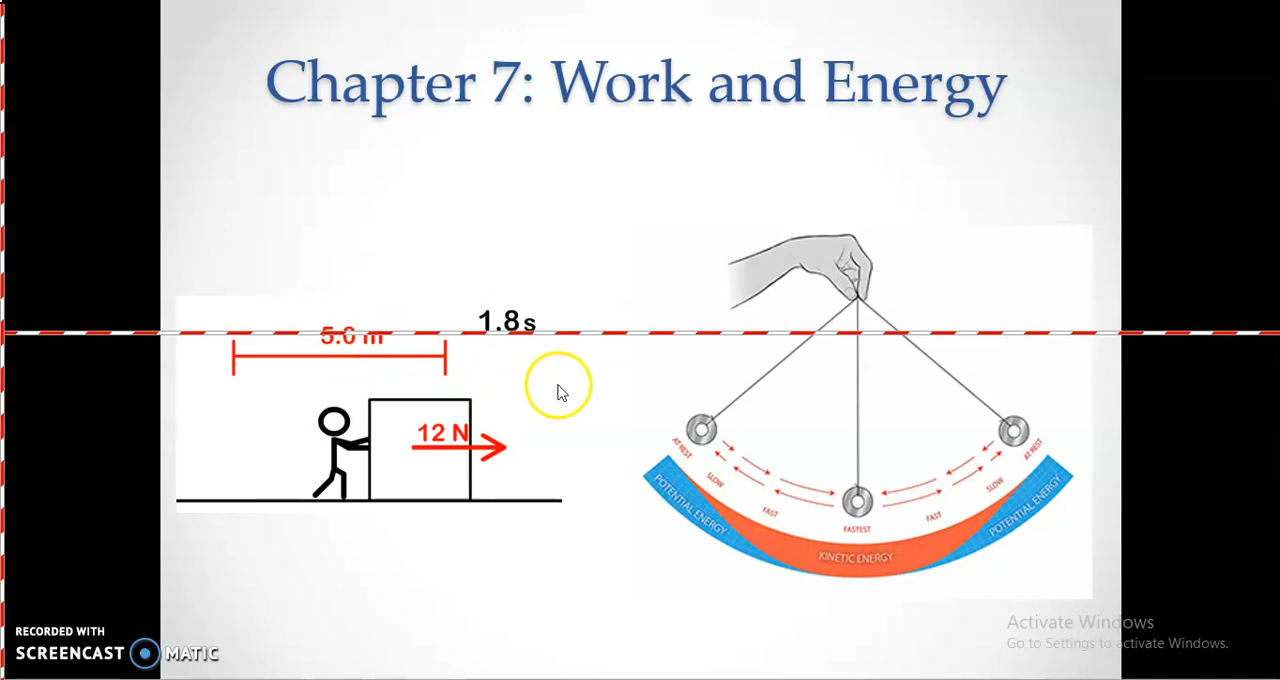 Chapter 7: Work and Energy
1.8 s
12 N
AT REST
SLOW
FAST
FASTEST
FAST
SLOW
AT REST
POTENTIAL ENERGY
KINETIC ENERGY
POTENTIAL ENERGY
RECORDED WITH
SCREENCAST MATIC
Activate Windows
Go to Settings to activate Windows.